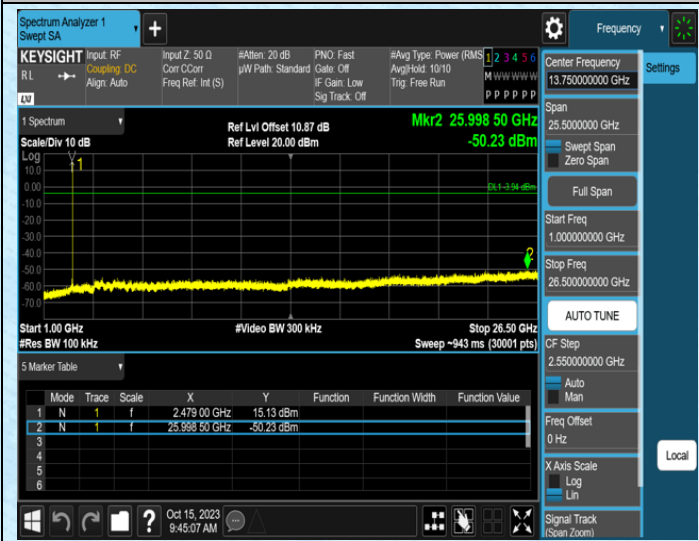 Spectrum Analyzer 1
Swept SA
+
Frequency
KEYSIGHT
RL
LXI
Input: RF
Coupling: DC
Align: Auto
Input Z: 50 Ω
Corr CCorr
Freq Ref: Int (S)
#Atten: 20 dB
µW Path: Standard
PNO: Fast
Gate: Off
IF Gain: Low
Sig Track: Off
#Avg Type: Power (RMS
Avg|Hold: 10/10
Trig: Free Run
1 2 3 4 5 6
M W W W W W
P P P P P P
Center Frequency
13.750000000 GHz
Settings
Span
25.5000000 GHz
Swept Span
Zero Span
Full Span
Start Freq
1.000000000 GHz
Stop Freq
26.500000000 GHz
AUTO TUNE
CF Step
2.550000000 GHz
Auto
Man
Freq Offset
0 Hz
X Axis Scale
Log
Lin
Signal Track
(Span Zoom)
Local
1 Spectrum
Scale/Div 10 dB
Ref Lvl Offset 10.87 dB
Ref Level 20.00 dBm
Mkr2 25.998 50 GHz
-50.23 dBm
Log
1
10.0
0.00
DL1 -3.94 dBm
-10.0
-20.0
-30.0
-40.0
2
-50.0
-60.0
-70.0
Start 1.00 GHz
#Res BW 100 kHz
#Video BW 300 kHz
Stop 26.50 GHz
Sweep ~943 ms (30001 pts)
5 Marker Table
Mode Trace Scale X Y Function Function Width Function Value
1 N 1 f 2.479 00 GHz 15.13 dBm
2 N 1 f 25.998 50 GHz -50.23 dBm
3
4
5
6
?
Oct 15, 2023
9:45:07 AM